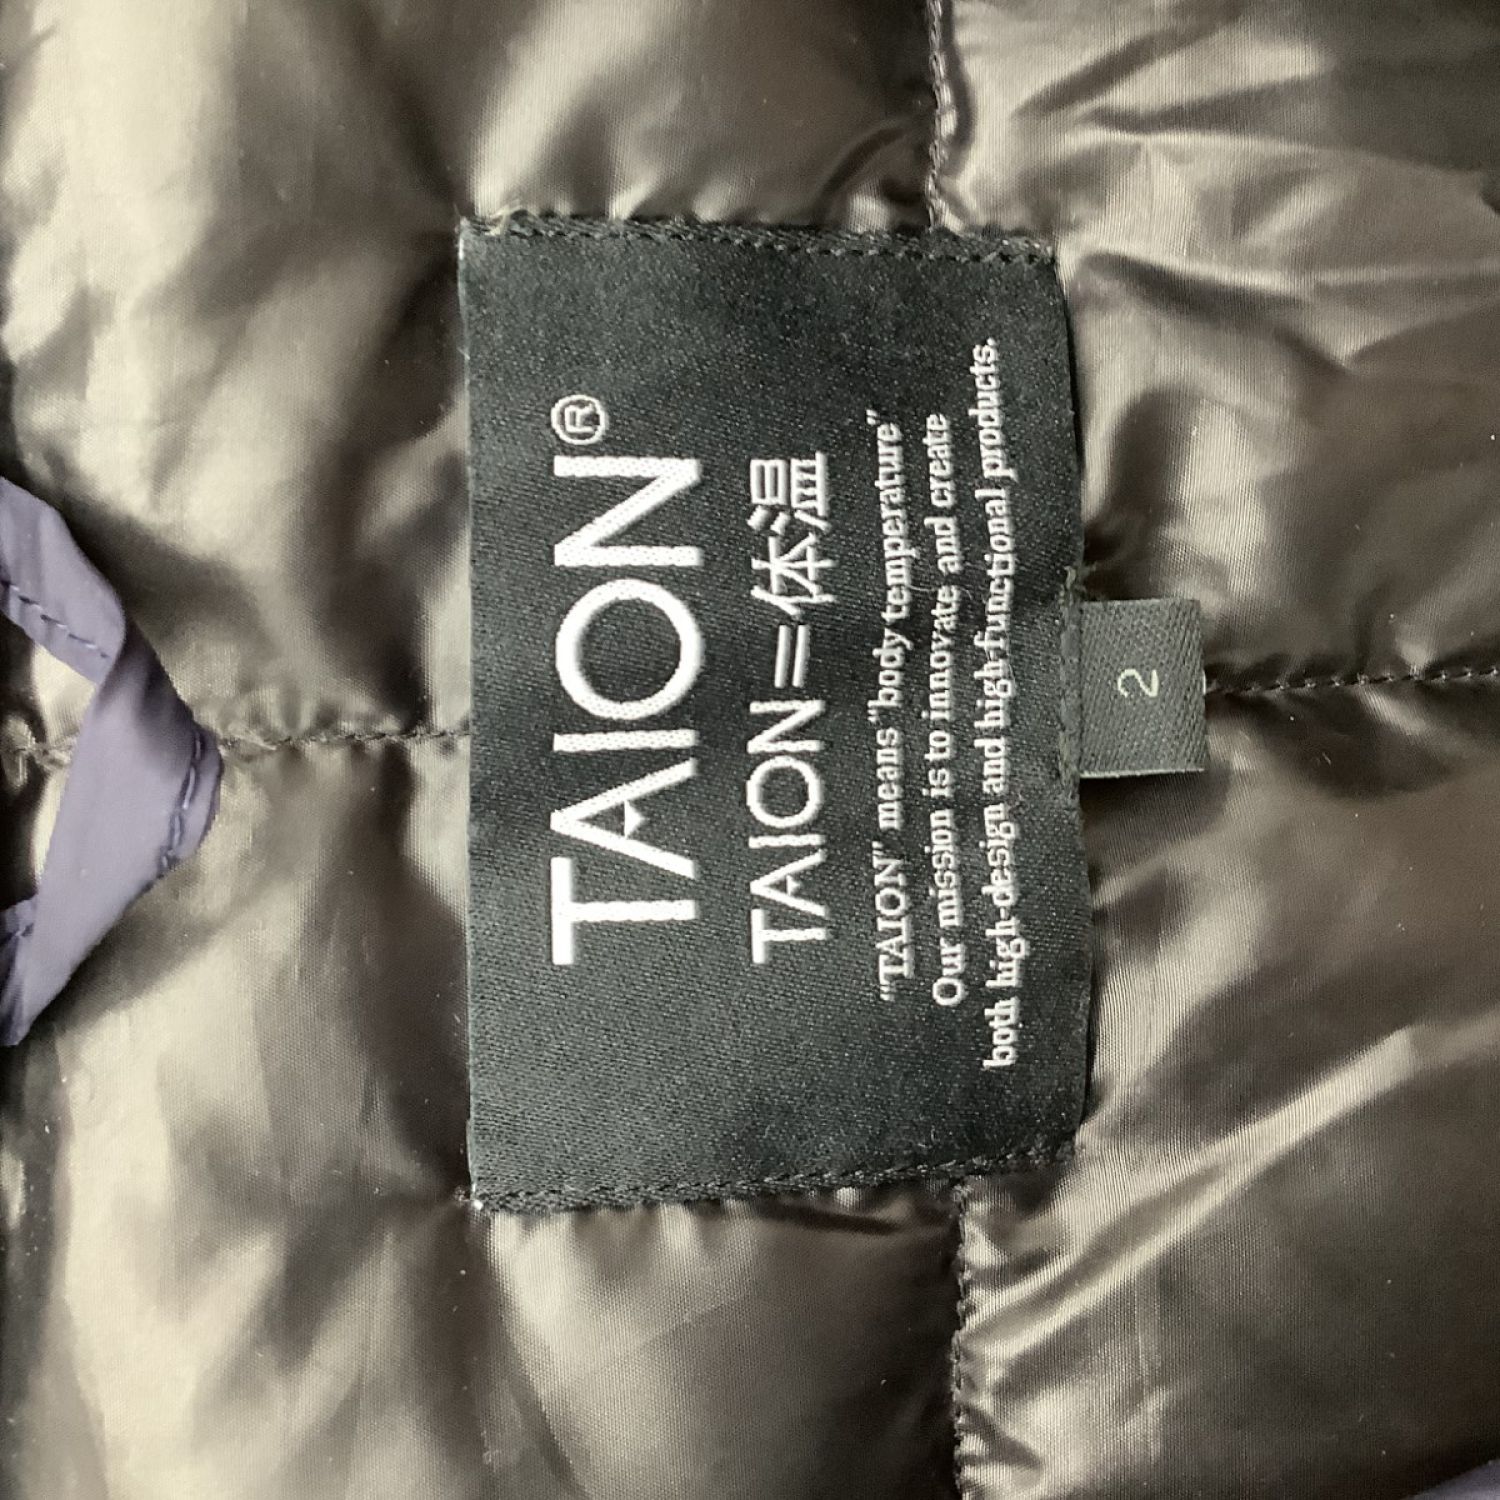 TAION®
TAION=体温
"TAION" means "body temperature"
Our mission is to innovate and create
both high-design and high-functional products.
2